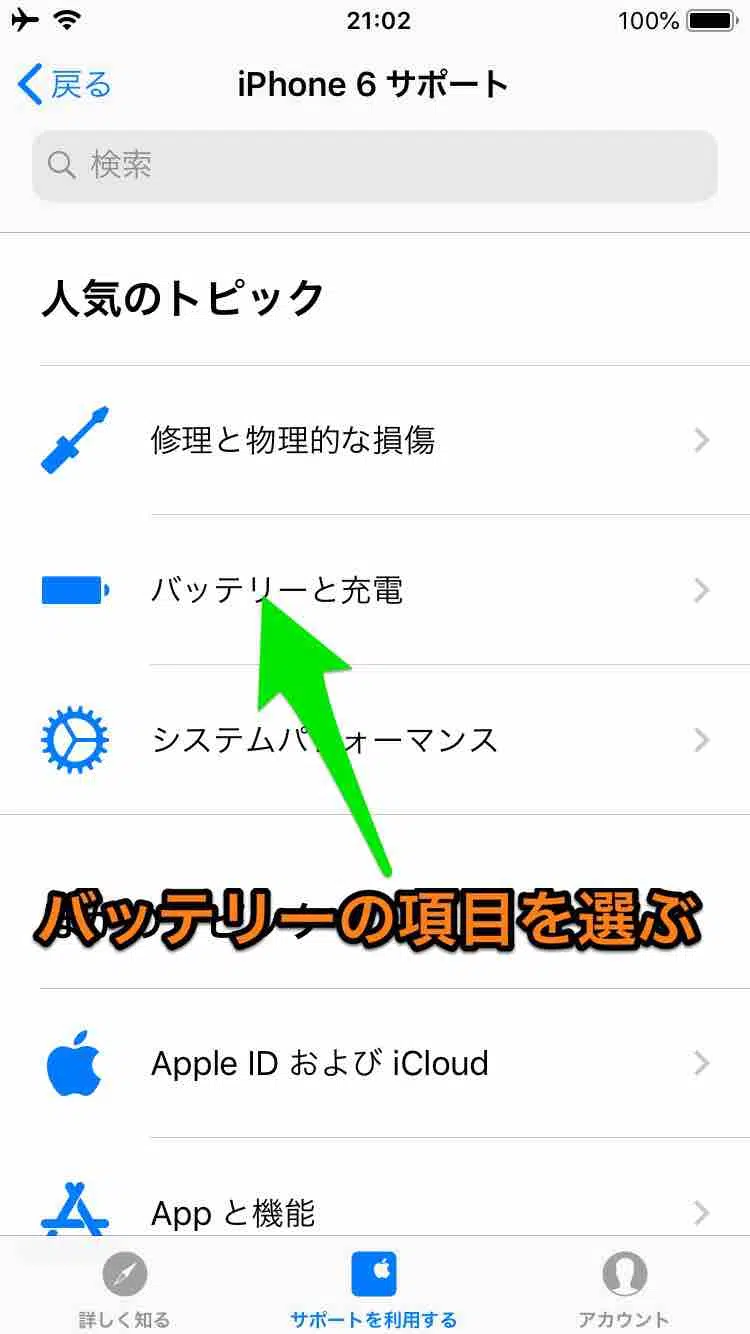 21:02
100%
戻る
iPhone 6 サポート
検索
人気のトピック
修理と物理的な損傷
バッテリーと充電
システムパフォーマンス
バッテリーの項目を選ぶ
Apple ID および iCloud
App と機能
詳しく知る
サポートを利用する
アカウント